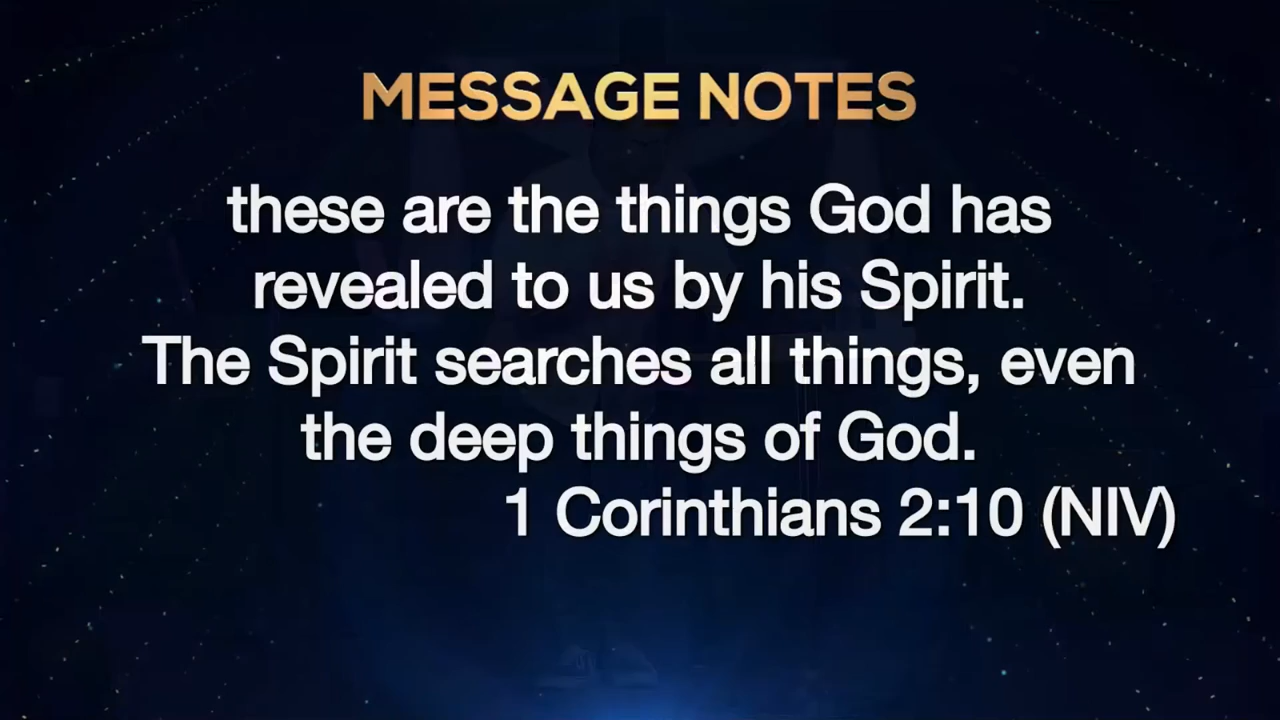 MESSAGE NOTES
these are the things God has
revealed to us by his Spirit.
The Spirit searches all things, even
the deep things of God.
1 Corinthians 2:10 (NIV)